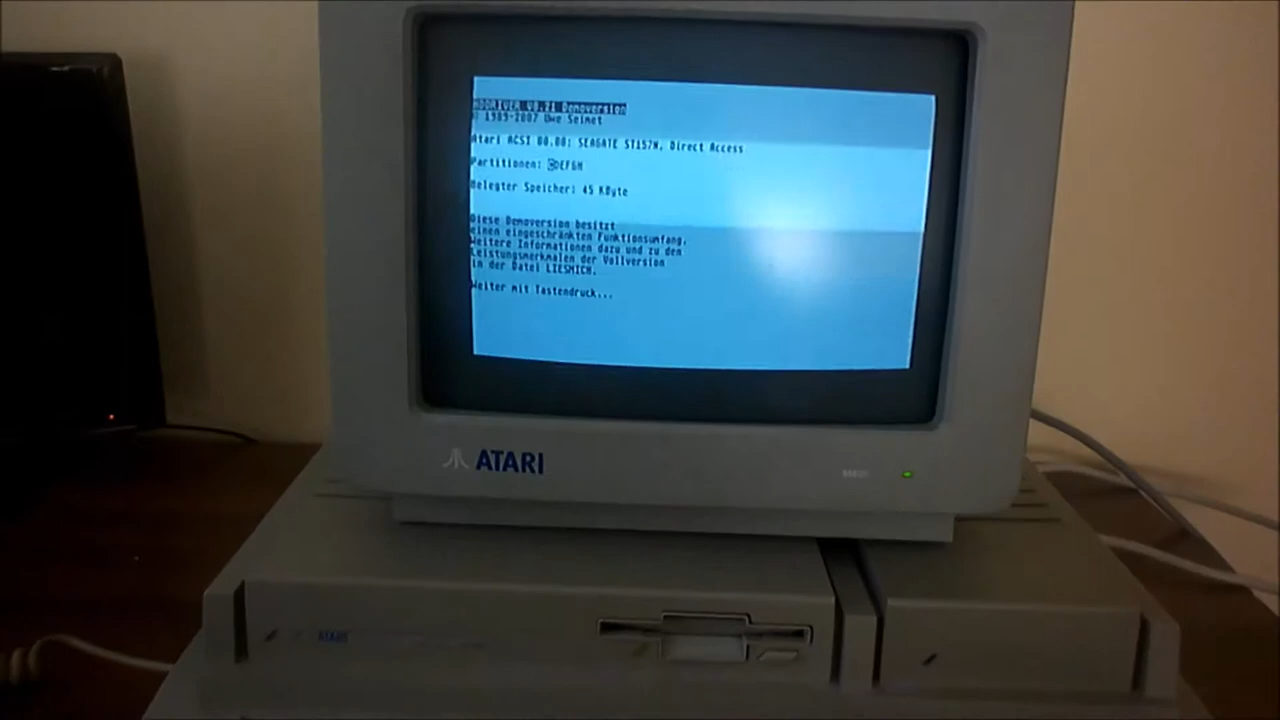 HDDRIVER V8.21 Demoversion
© 1989-2007 Uwe Seimet
Atari ACSI 00.00: SEAGATE ST157N, Direct Access
Partitionen: CDEFGH
Belegter Speicher: 45 KByte
Diese Demoversion besitzt
einen eingeschränkten Funktionsumfang.
Weitere Informationen dazu und zu den
Leistungsmerkmalen der Vollversion
in der Datei LIESMICH.
Weiter mit Tastendruck...
ATARI
ATARI